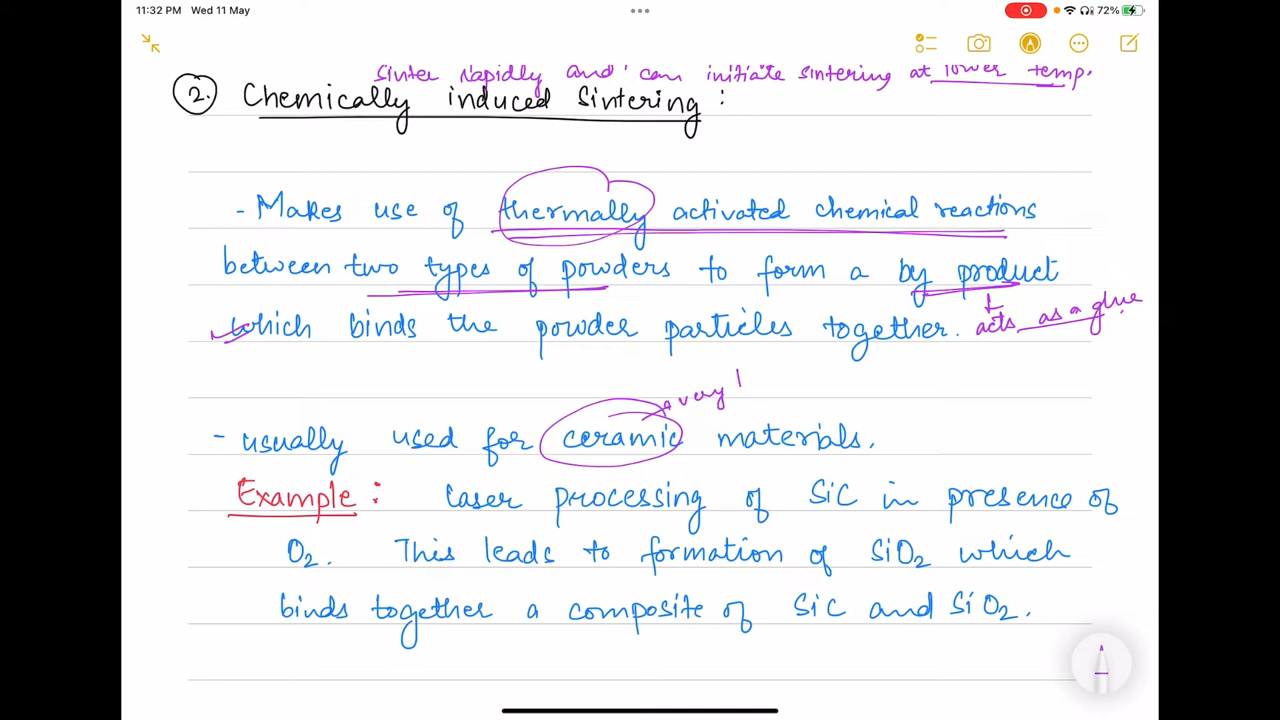 11:32 PM Wed 11 May
72%
sinter rapidly and can initiate sintering at lower temp.
2. Chemically induced Sintering :
- Makes use of thermally activated chemical reactions
between two types of powders to form a by product
which binds the powder particles together. acts as a glue
very
- usually used for ceramic materials.
Example : Laser processing of SiC in presence of
O₂. This leads to formation of SiO₂ which
binds together a composite of SiC and SiO₂.